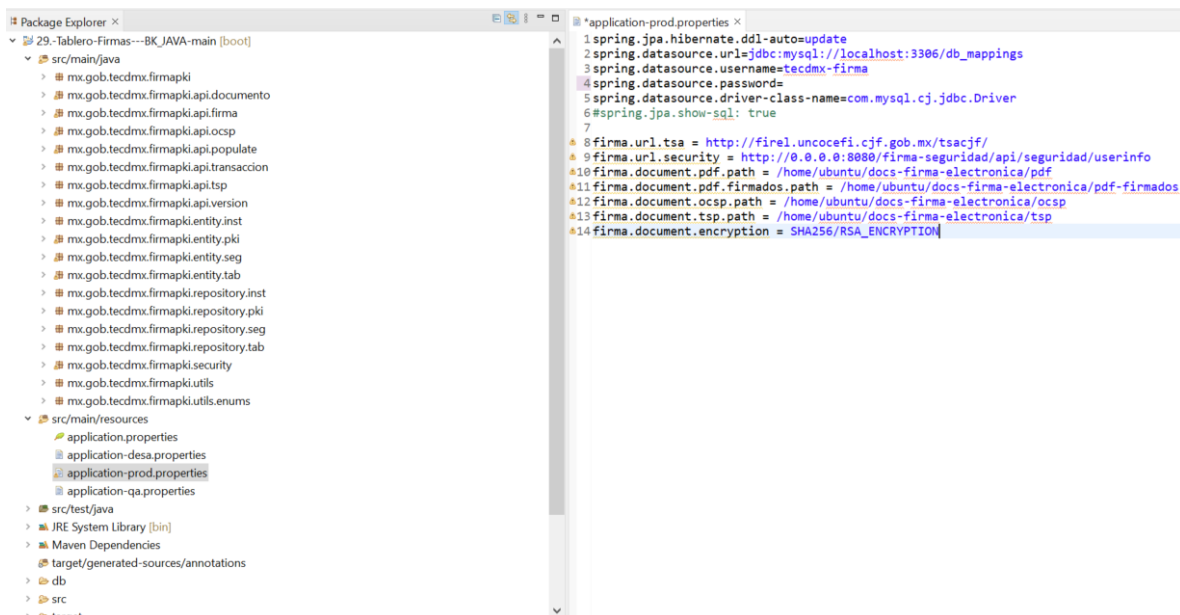 Package Explorer ×
29.-Tablero-Firmas---BK_JAVA-main [boot]
src/main/java
mx.gob.tecdmx.firmapki
mx.gob.tecdmx.firmapki.api.documento
mx.gob.tecdmx.firmapki.api.firma
mx.gob.tecdmx.firmapki.api.ocsp
mx.gob.tecdmx.firmapki.api.populate
mx.gob.tecdmx.firmapki.api.transaccion
mx.gob.tecdmx.firmapki.api.tsp
mx.gob.tecdmx.firmapki.api.version
mx.gob.tecdmx.firmapki.entity.inst
mx.gob.tecdmx.firmapki.entity.pki
mx.gob.tecdmx.firmapki.entity.seg
mx.gob.tecdmx.firmapki.entity.tab
mx.gob.tecdmx.firmapki.repository.inst
mx.gob.tecdmx.firmapki.repository.pki
mx.gob.tecdmx.firmapki.repository.seg
mx.gob.tecdmx.firmapki.repository.tab
mx.gob.tecdmx.firmapki.security
mx.gob.tecdmx.firmapki.utils
mx.gob.tecdmx.firmapki.utils.enums
src/main/resources
application.properties
application-desa.properties
application-prod.properties
application-qa.properties
src/test/java
JRE System Library [bin]
Maven Dependencies
target/generated-sources/annotations
db
src
*application-prod.properties ×
1 spring.jpa.hibernate.ddl-auto=update
2 spring.datasource.url=jdbc:mysql://localhost:3306/db_mappings
3 spring.datasource.username=tecdmx-firma
4 spring.datasource.password=
5 spring.datasource.driver-class-name=com.mysql.cj.jdbc.Driver
6 #spring.jpa.show-sql: true
7
8 firma.url.tsa = http://firel.uncocefi.cjf.gob.mx/tsacjf/
9 firma.url.security = http://0.0.0.0:8080/firma-seguridad/api/seguridad/userinfo
10 firma.document.pdf.path = /home/ubuntu/docs-firma-electronica/pdf
11 firma.document.pdf.firmados.path = /home/ubuntu/docs-firma-electronica/pdf-firmados
12 firma.document.ocsp.path = /home/ubuntu/docs-firma-electronica/ocsp
13 firma.document.tsp.path = /home/ubuntu/docs-firma-electronica/tsp
14 firma.document.encryption = SHA256/RSA_ENCRYPTION